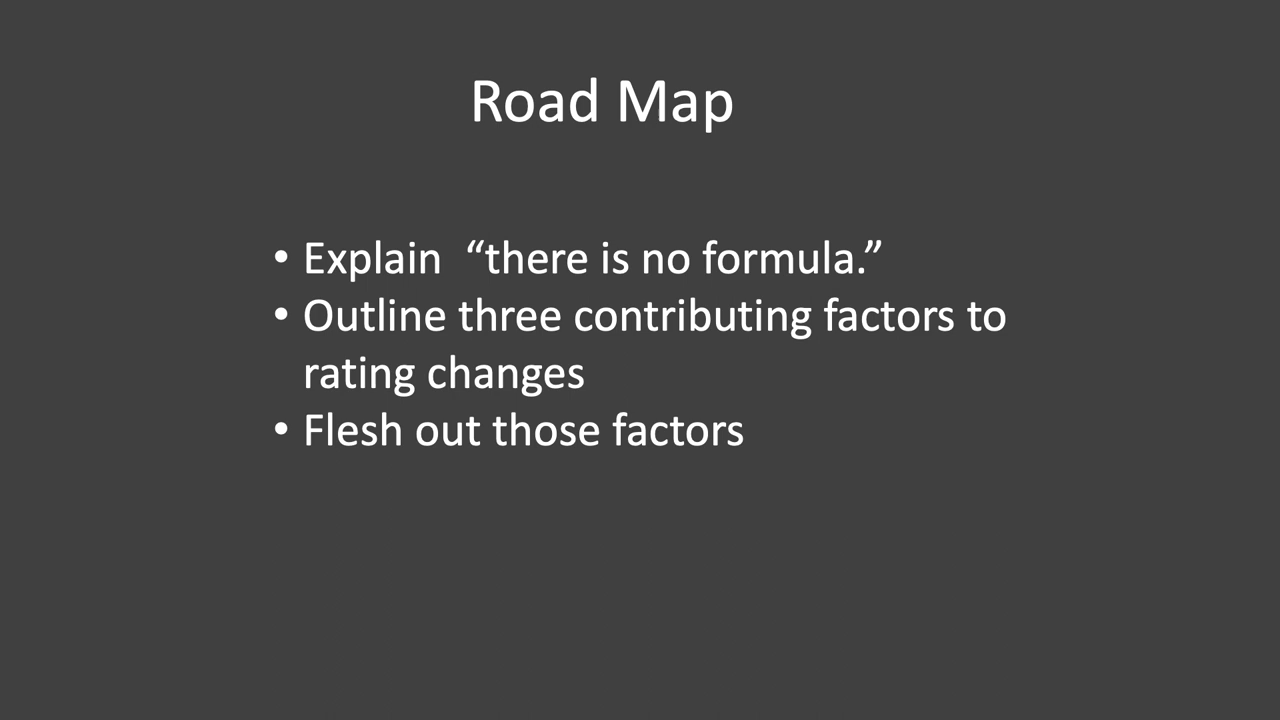 Road Map
• Explain  “there is no formula.”
• Outline three contributing factors to
rating changes
• Flesh out those factors